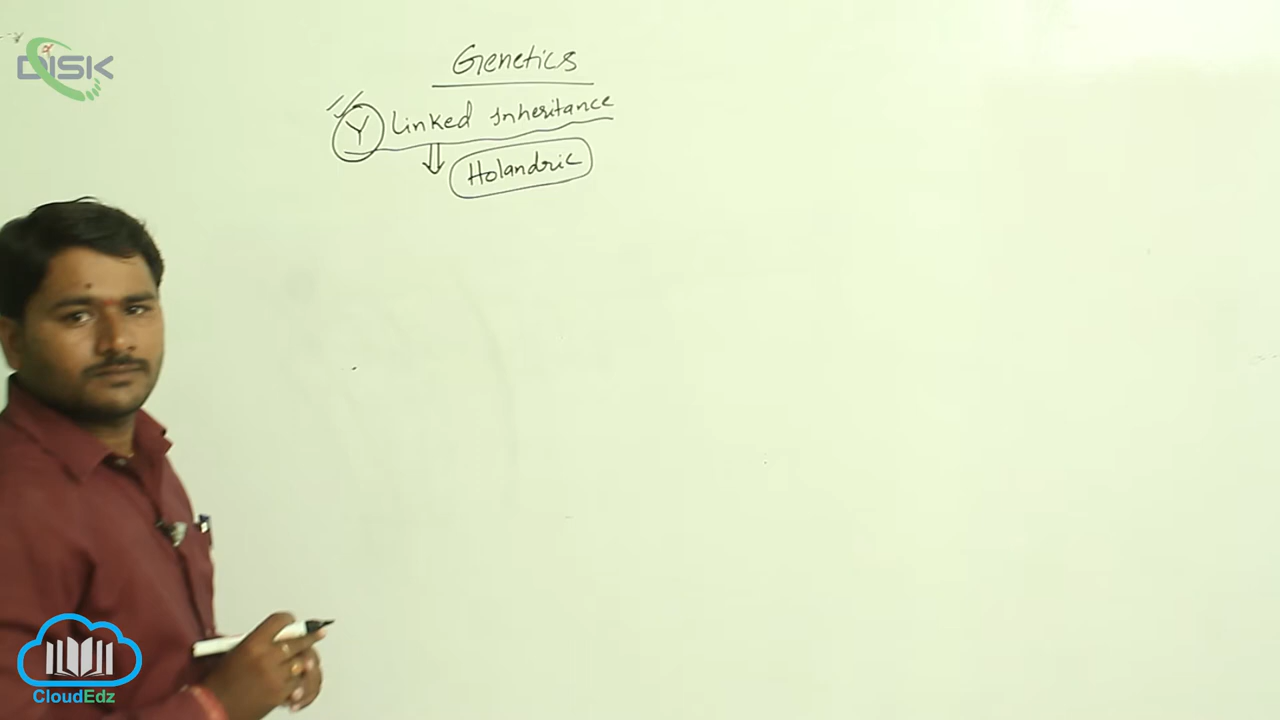 DISK
Genetics
Y Linked Inheritance
Holandric
CloudEdz